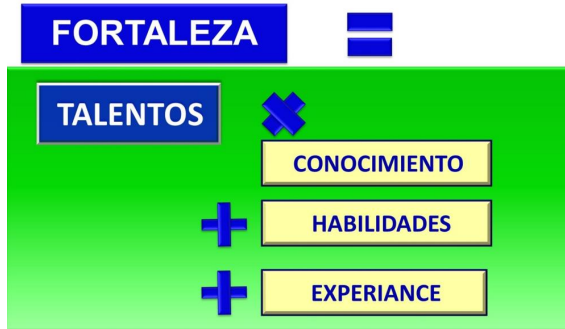 FORTALEZA =
TALENTOS ×
CONOCIMIENTO
+ HABILIDADES
+ EXPERIANCE